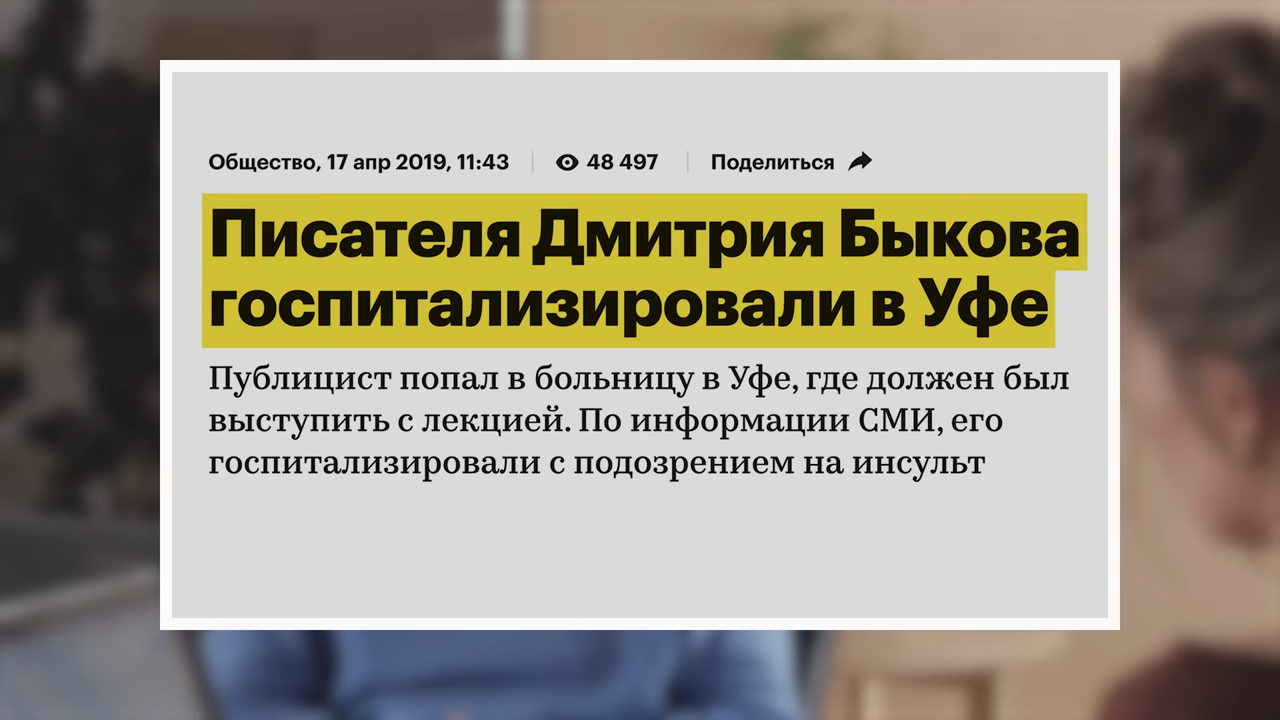 Общество, 17 апр 2019, 11:43 48 497 Поделиться
Писателя Дмитрия Быкова
госпитализировали в Уфе
Публицист попал в больницу в Уфе, где должен был
выступить с лекцией. По информации СМИ, его
госпитализировали с подозрением на инсульт